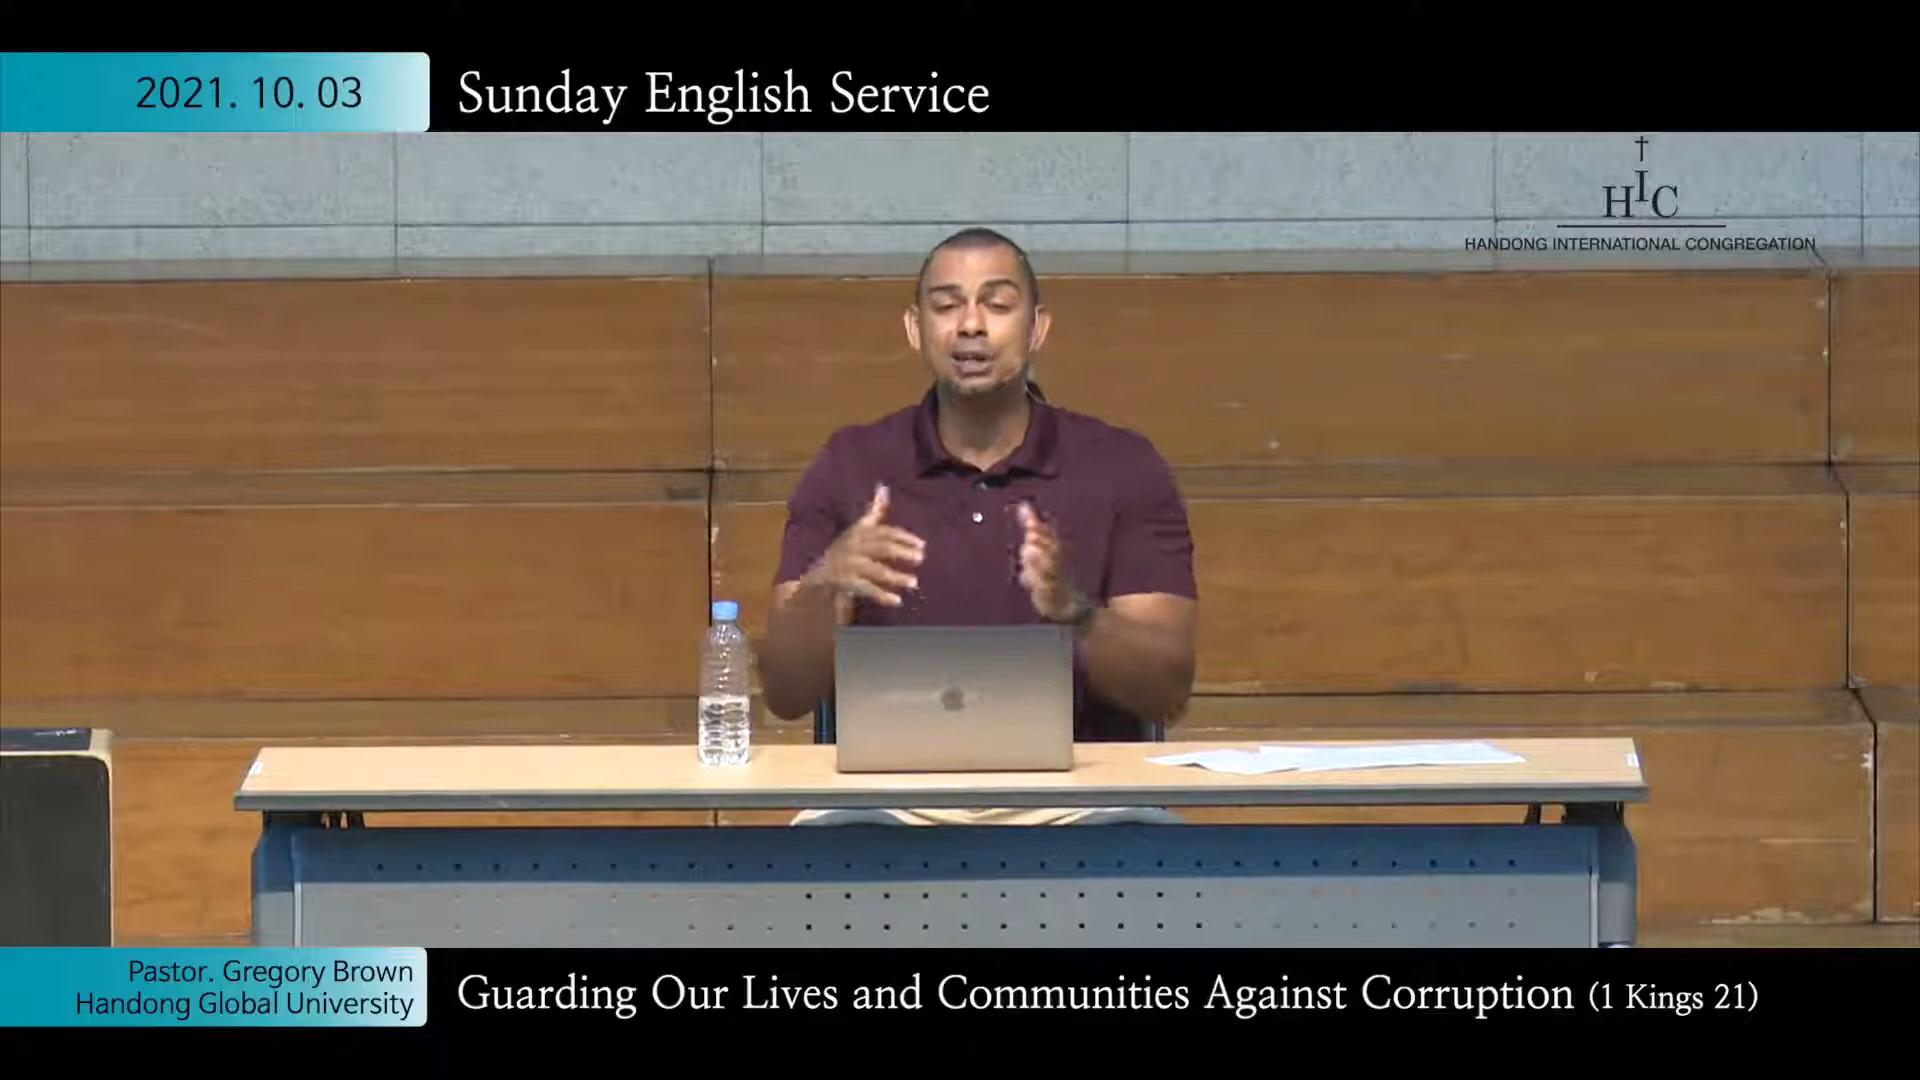 2021. 10. 03
Sunday English Service
HIC
HANDONG INTERNATIONAL CONGREGATION
Pastor. Gregory Brown
Handong Global University
Guarding Our Lives and Communities Against Corruption (1 Kings 21)